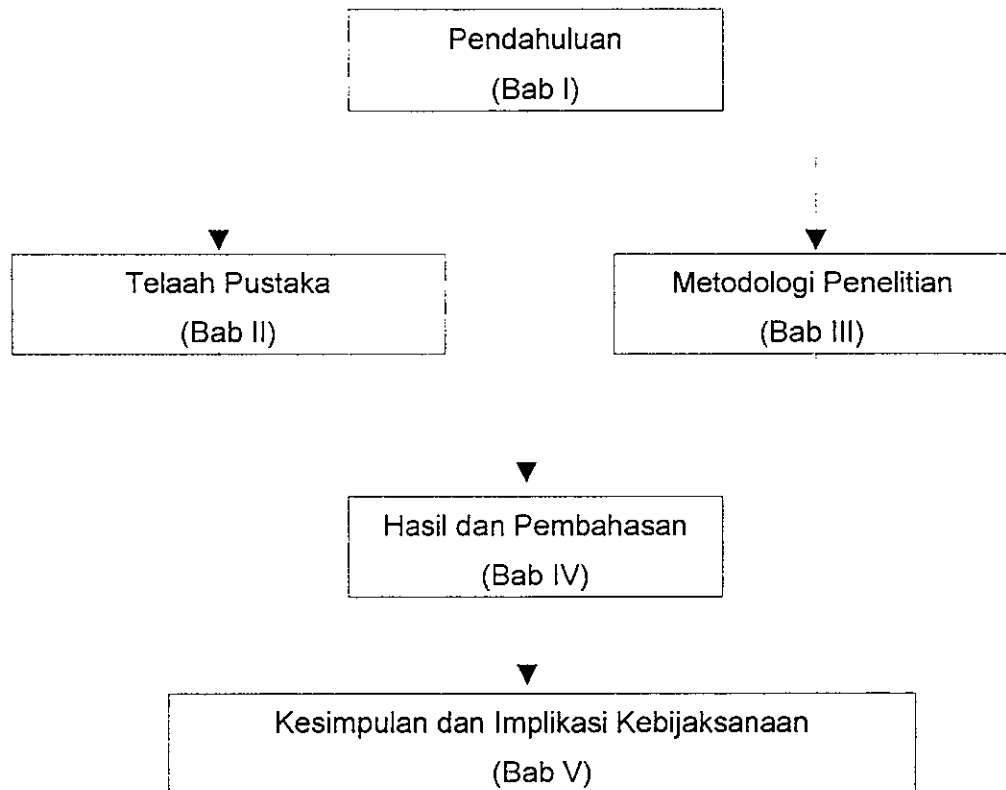 Pendahuluan
(Bab I)
Telaah Pustaka
(Bab II)
Metodologi Penelitian
(Bab III)
Hasil dan Pembahasan
(Bab IV)
Kesimpulan dan Implikasi Kebijaksanaan
(Bab V)